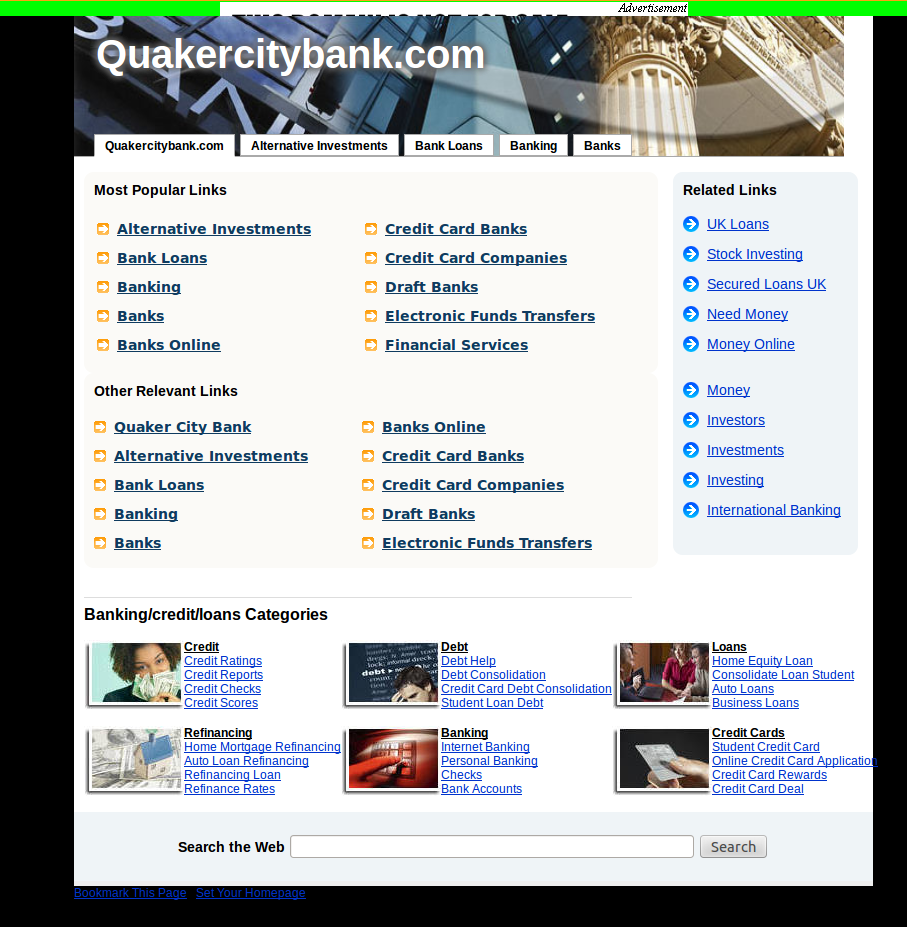 Advertisement
Quakercitybank.com
Quakercitybank.com Alternative Investments Bank Loans Banking Banks
Most Popular Links
Alternative Investments
Bank Loans
Banking
Banks
Banks Online
Credit Card Banks
Credit Card Companies
Draft Banks
Electronic Funds Transfers
Financial Services
Other Relevant Links
Quaker City Bank
Alternative Investments
Bank Loans
Banking
Banks
Banks Online
Credit Card Banks
Credit Card Companies
Draft Banks
Electronic Funds Transfers
Related Links
UK Loans
Stock Investing
Secured Loans UK
Need Money
Money Online
Money
Investors
Investments
Investing
International Banking
Banking/credit/loans Categories
Credit
Credit Ratings
Credit Reports
Credit Checks
Credit Scores
debt
Debt
Debt Help
Debt Consolidation
Credit Card Debt Consolidation
Student Loan Debt
Loans
Home Equity Loan
Consolidate Loan Student
Auto Loans
Business Loans
Refinancing
Home Mortgage Refinancing
Auto Loan Refinancing
Refinancing Loan
Refinance Rates
Banking
Internet Banking
Personal Banking
Checks
Bank Accounts
Credit Cards
Student Credit Card
Online Credit Card Application
Credit Card Rewards
Credit Card Deal
Search the Web Search
Bookmark This Page Set Your Homepage